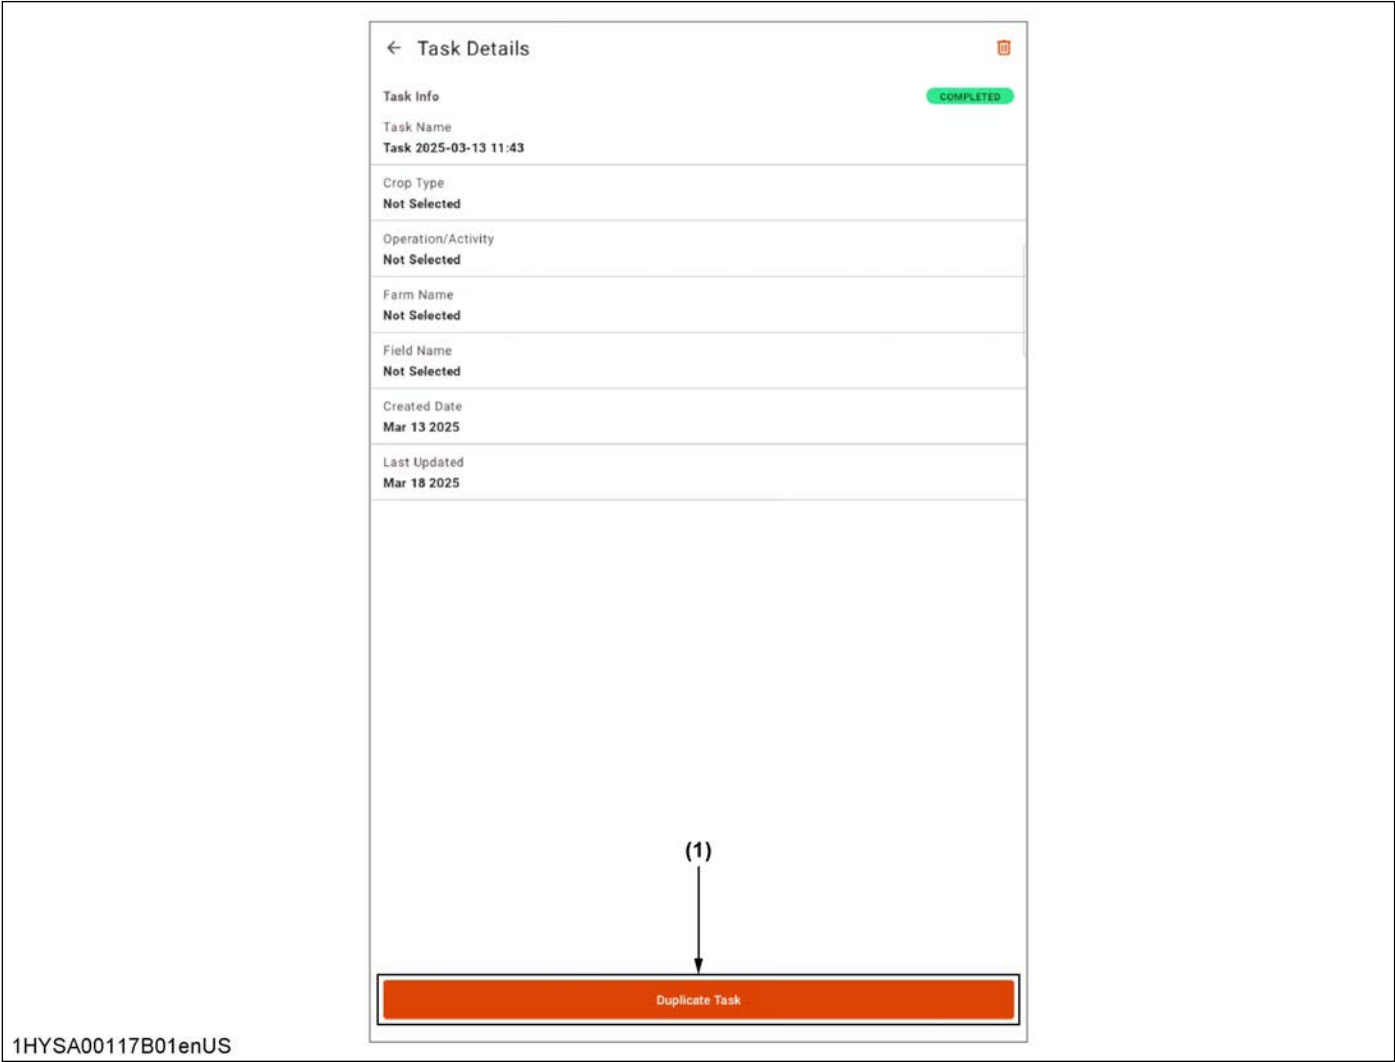 ← Task Details
Task Info
COMPLETED
Task Name
Task 2025-03-13 11:43
Crop Type
Not Selected
Operation/Activity
Not Selected
Farm Name
Not Selected
Field Name
Not Selected
Created Date
Mar 13 2025
Last Updated
Mar 18 2025
(1)
Duplicate Task
1HYSA00117B01enUS